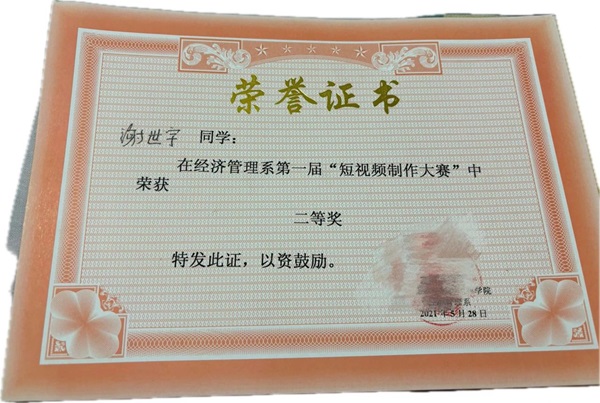 荣誉证书
谢世宇 同学：
在经济管理系第一届“短视频制作大赛”中
荣获
二等奖
特发此证，以资鼓励。
学院
系
2021年5月28日